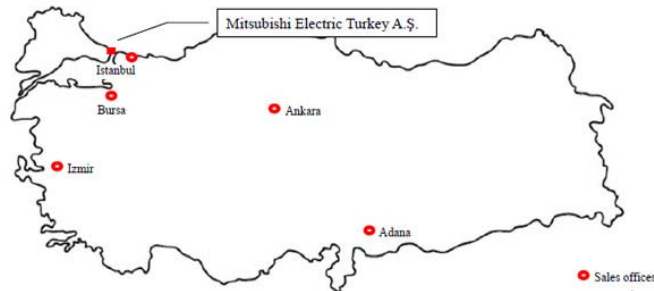 Mitsubishi Electric Turkey A.Ş.
Istanbul
Bursa
Ankara
Izmir
Adana
Sales offices